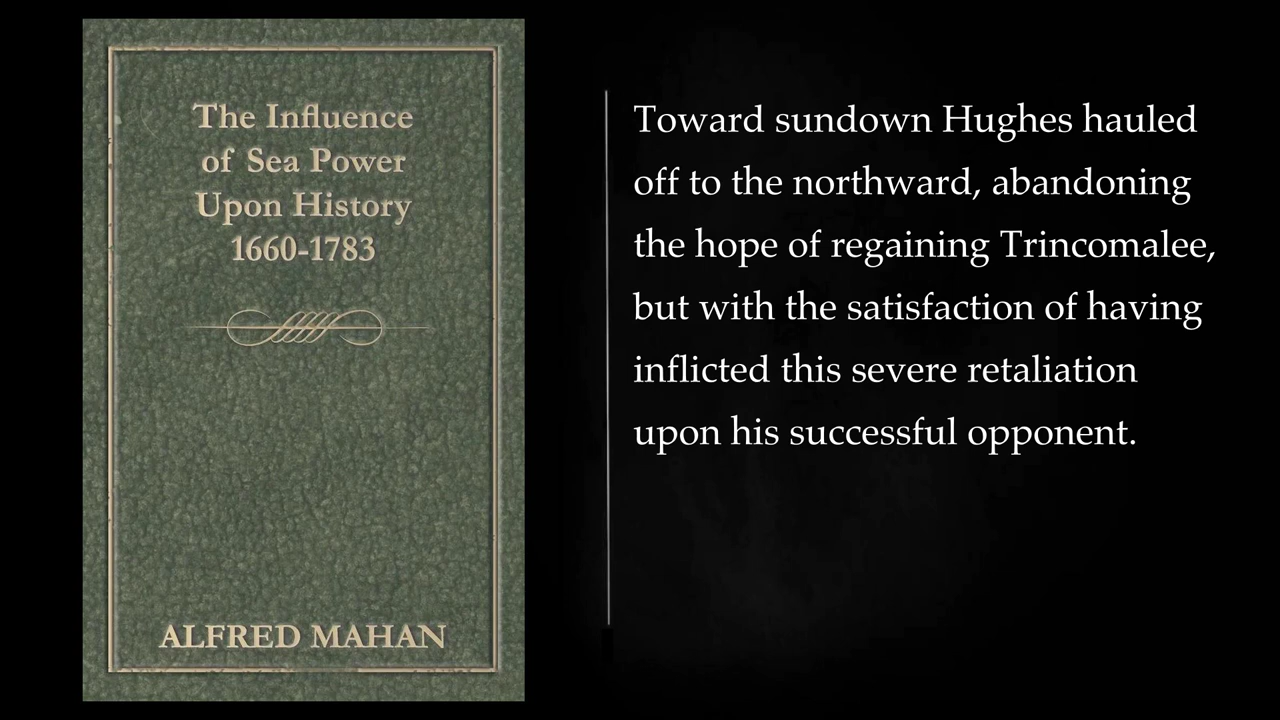 The Influence
of Sea Power
Upon History
1660-1783
ALFRED MAHAN
Toward sundown Hughes hauled
off to the northward, abandoning
the hope of regaining Trincomalee,
but with the satisfaction of having
inflicted this severe retaliation
upon his successful opponent.